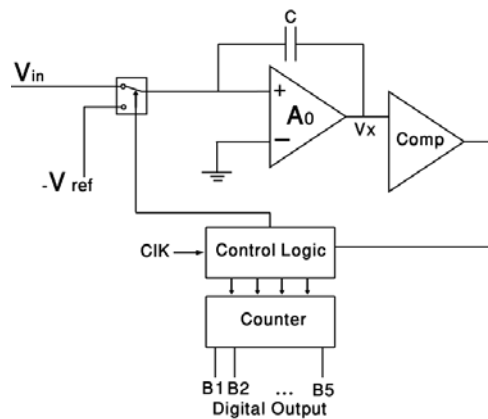 C
Vin
+
A0
−
Vx
Comp
-V ref
ClK
Control Logic
Counter
B1 B2 ... B5
Digital Output